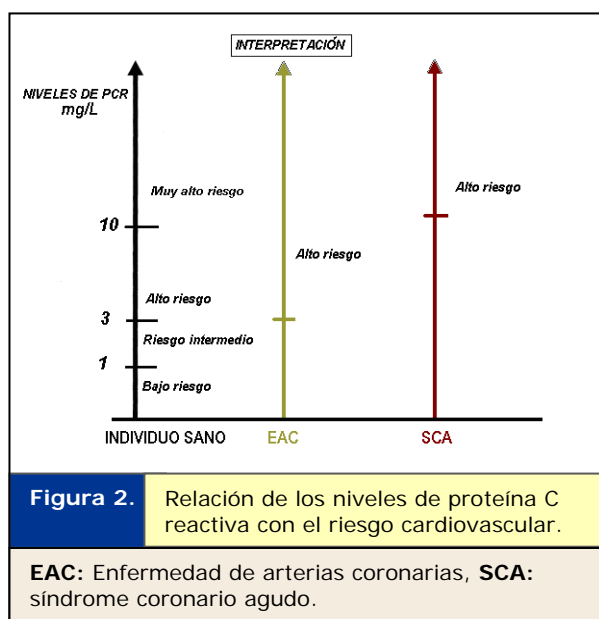 INTERPRETACIÓN
NIVELES DE PCR
mg/L
Muy alto riesgo
Alto riesgo
10
Alto riesgo
Alto riesgo
3
Riesgo intermedio
1
Bajo riesgo
INDIVIDUO SANO EAC SCA
Figura 2. Relación de los niveles de proteína C
reactiva con el riesgo cardiovascular.
EAC: Enfermedad de arterias coronarias, SCA:
síndrome coronario agudo.